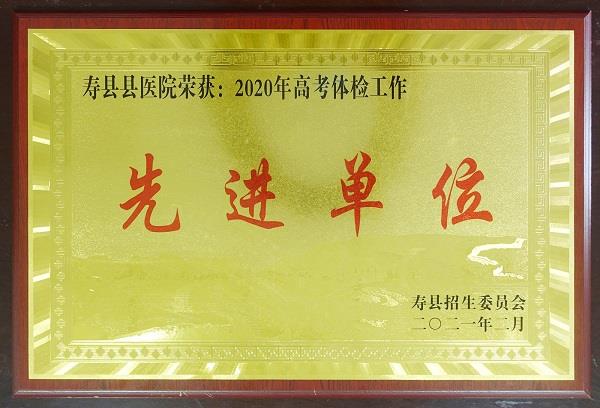 寿县县医院荣获：2020年高考体检工作
先进单位
寿县招生委员会
二〇二一年二月